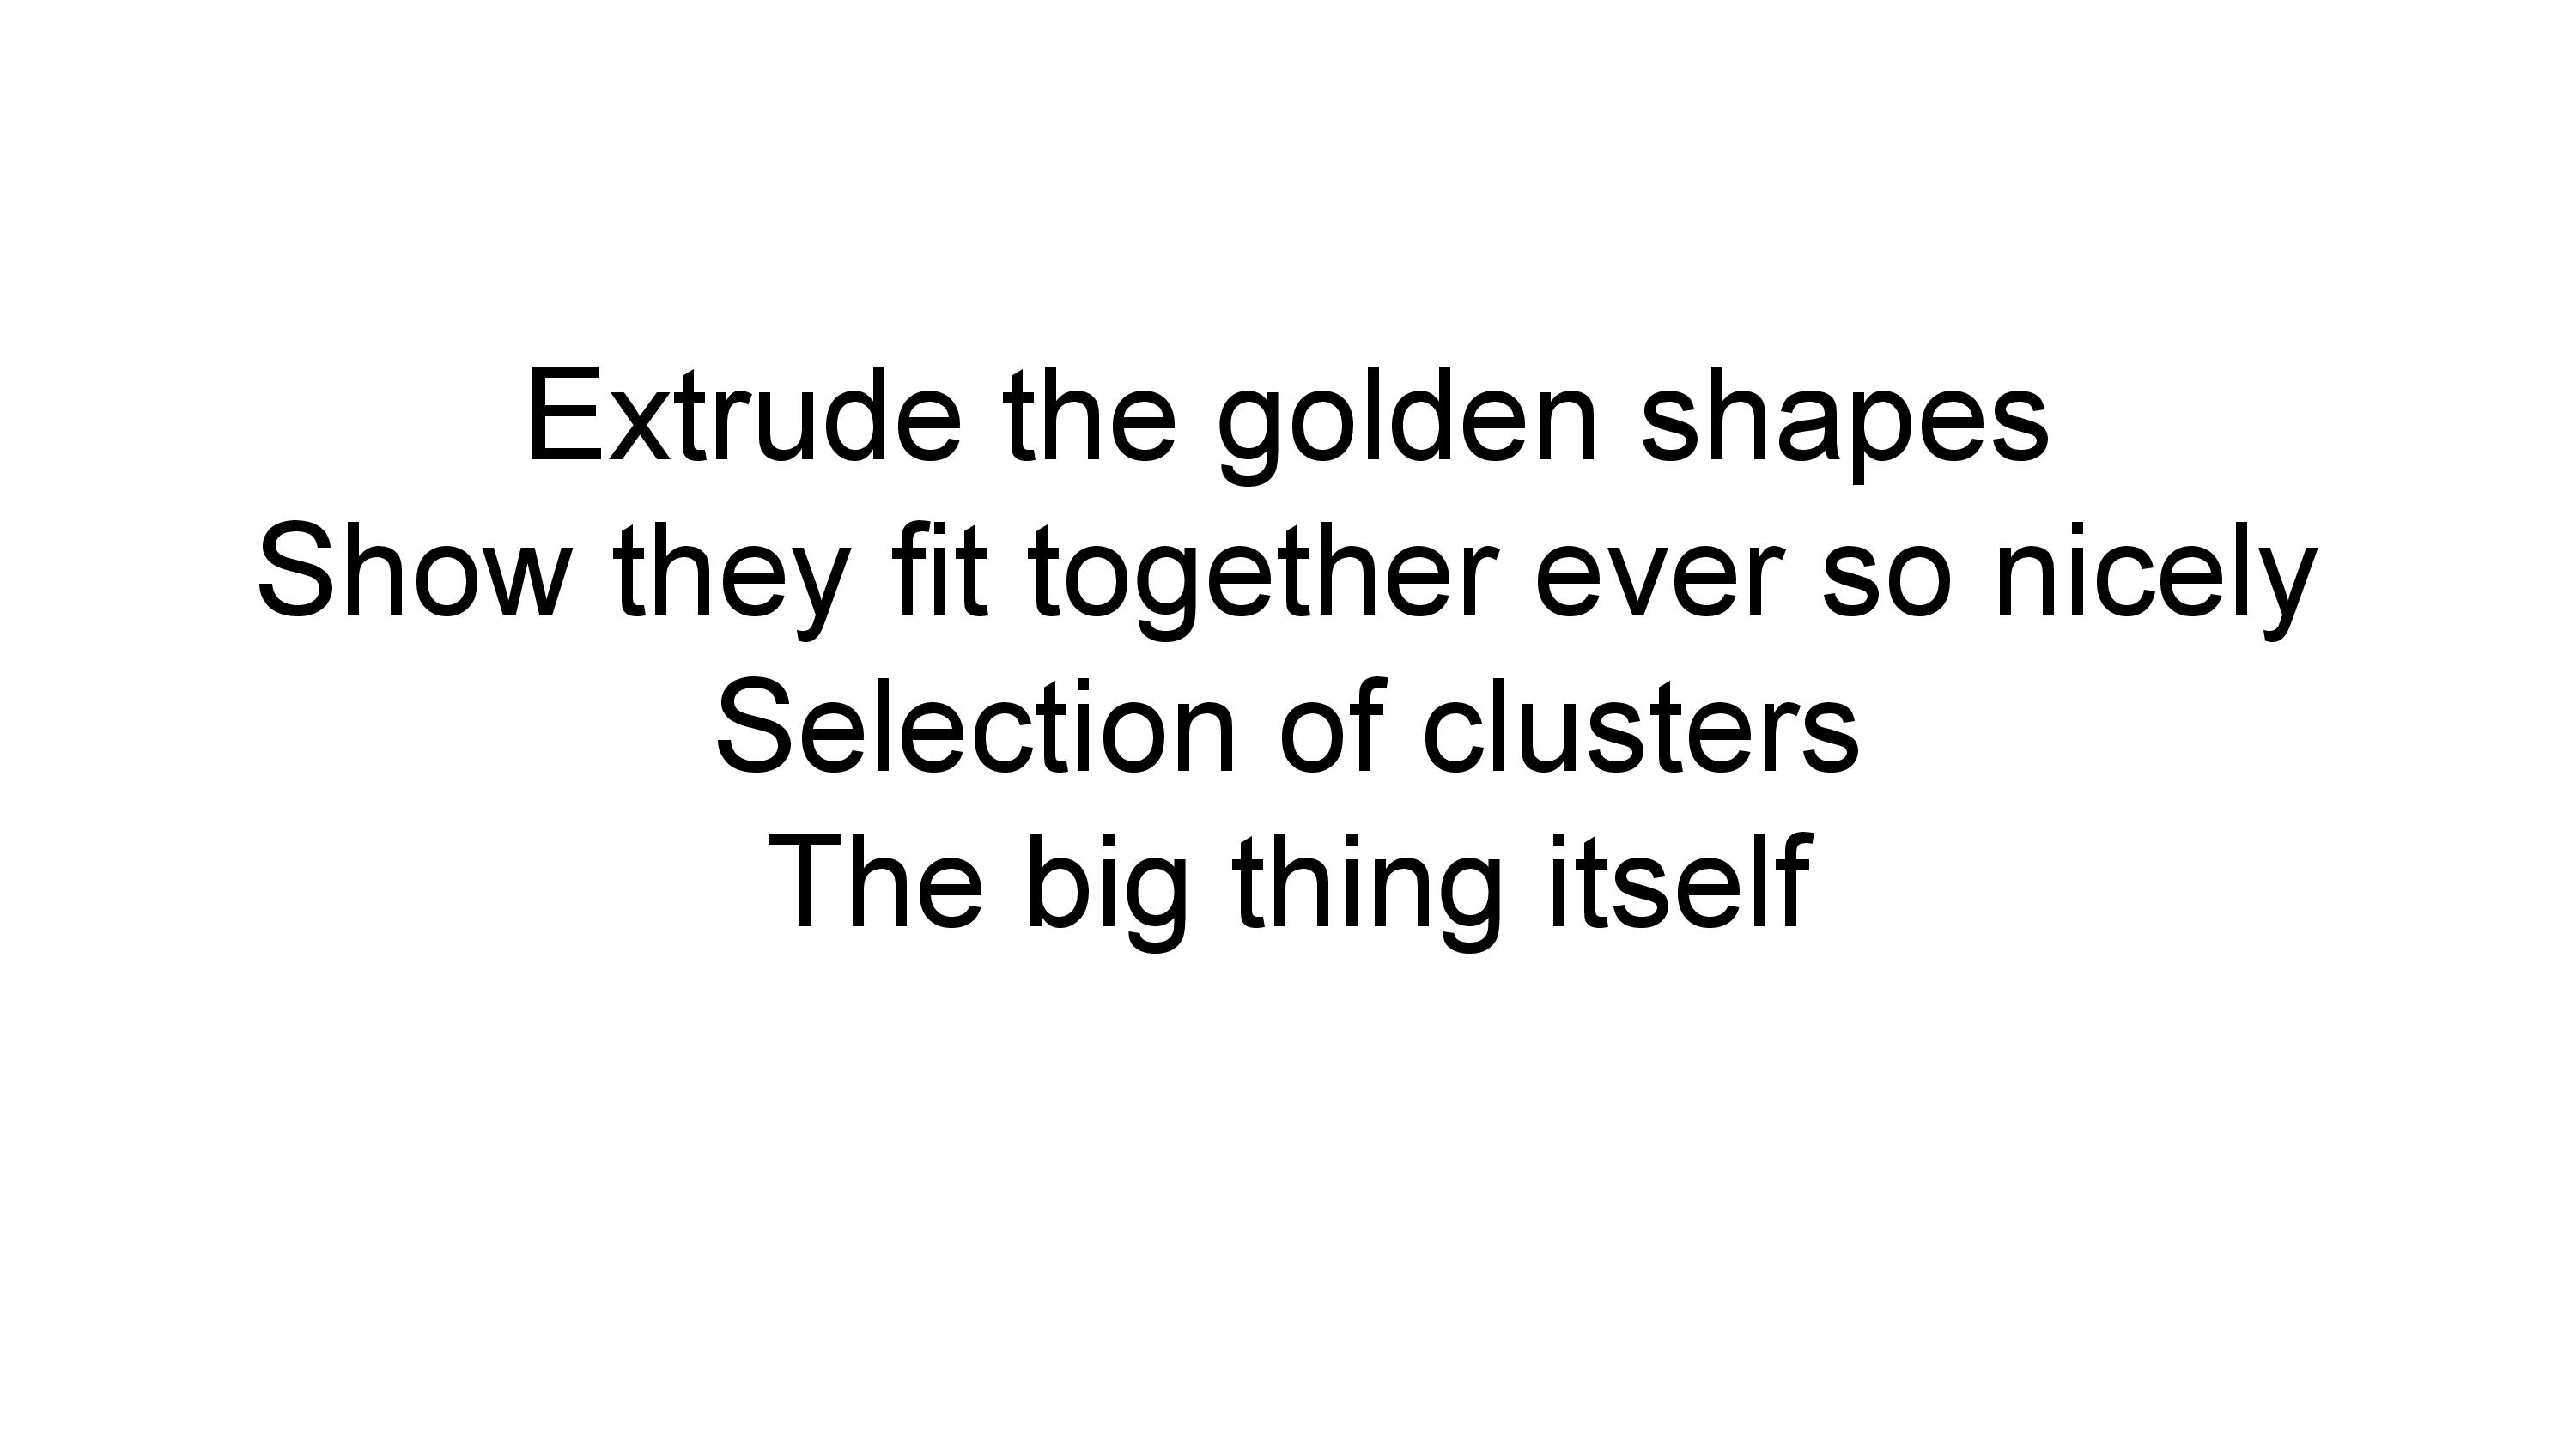 Extrude the golden shapes
Show they fit together ever so nicely
Selection of clusters
The big thing itself